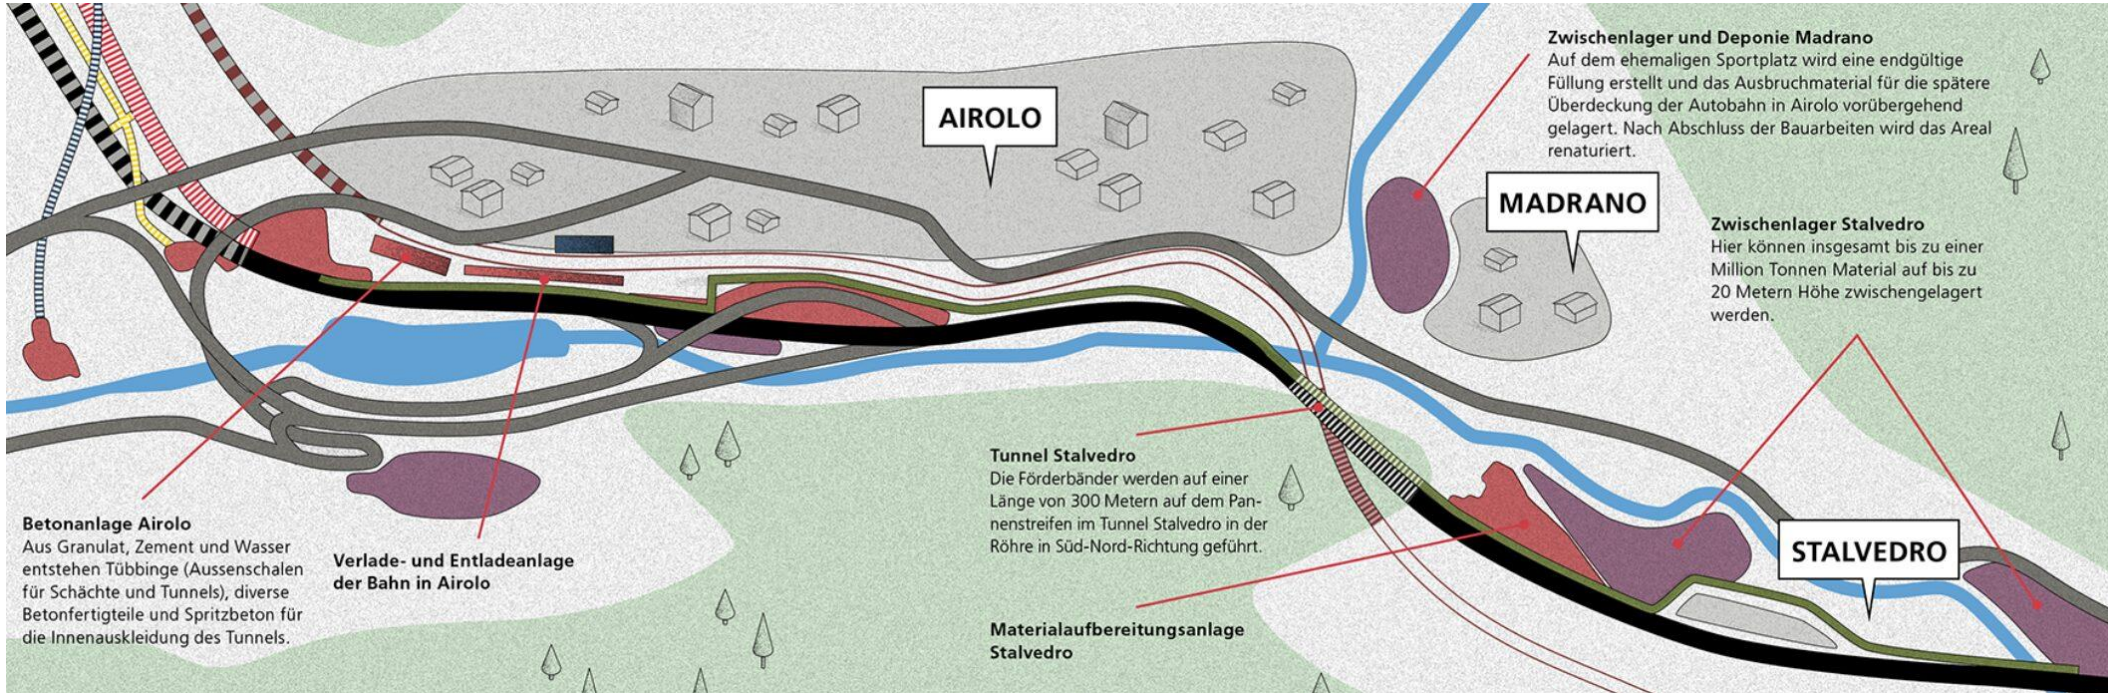 AIROLO
Zwischenlager und Deponie Madrano
Auf dem ehemaligen Sportplatz wird eine endgültige
Füllung erstellt und das Ausbruchmaterial für die spätere
Überdeckung der Autobahn in Airolo vorübergehend
gelagert. Nach Abschluss der Bauarbeiten wird das Areal
renaturiert.
MADRANO
Zwischenlager Stalvedro
Hier können insgesamt bis zu einer
Million Tonnen Material auf bis zu
20 Metern Höhe zwischengelagert
werden.
Betonanlage Airolo
Aus Granulat, Zement und Wasser
entstehen Tübbinge (Aussenschalen
für Schächte und Tunnels), diverse
Betonfertigteile und Spritzbeton für
die Innenauskleidung des Tunnels.
Verlade- und Entladeanlage
der Bahn in Airolo
Tunnel Stalvedro
Die Förderbänder werden auf einer
Länge von 300 Metern auf dem Pan-
nenstreifen im Tunnel Stalvedro in der
Röhre in Süd-Nord-Richtung geführt.
Materialaufbereitungsanlage
Stalvedro
STALVEDRO